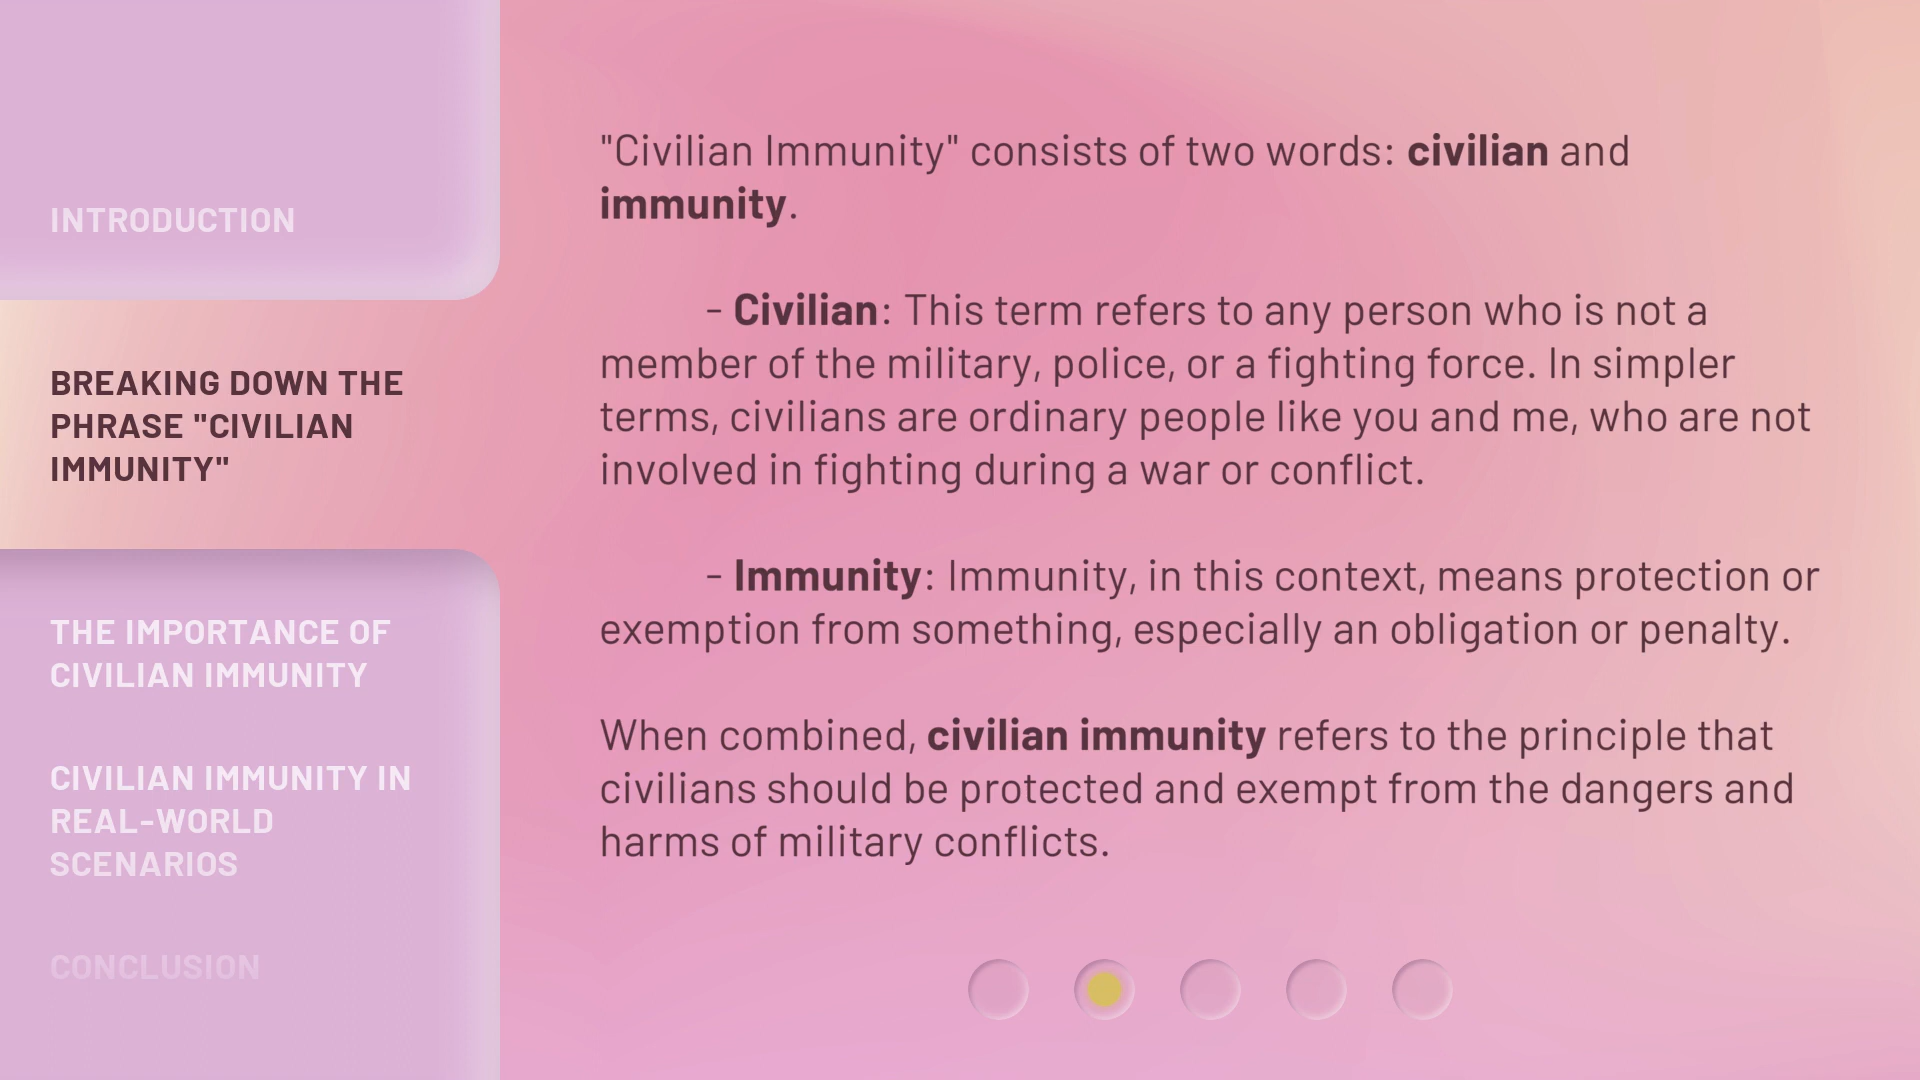 INTRODUCTION
BREAKING DOWN THE
PHRASE "CIVILIAN
IMMUNITY"
THE IMPORTANCE OF
CIVILIAN IMMUNITY
CIVILIAN IMMUNITY IN
REAL-WORLD
SCENARIOS
CONCLUSION
"Civilian Immunity" consists of two words: civilian and
immunity.
- Civilian: This term refers to any person who is not a
member of the military, police, or a fighting force. In simpler
terms, civilians are ordinary people like you and me, who are not
involved in fighting during a war or conflict.
- Immunity: Immunity, in this context, means protection or
exemption from something, especially an obligation or penalty.
When combined, civilian immunity refers to the principle that
civilians should be protected and exempt from the dangers and
harms of military conflicts.